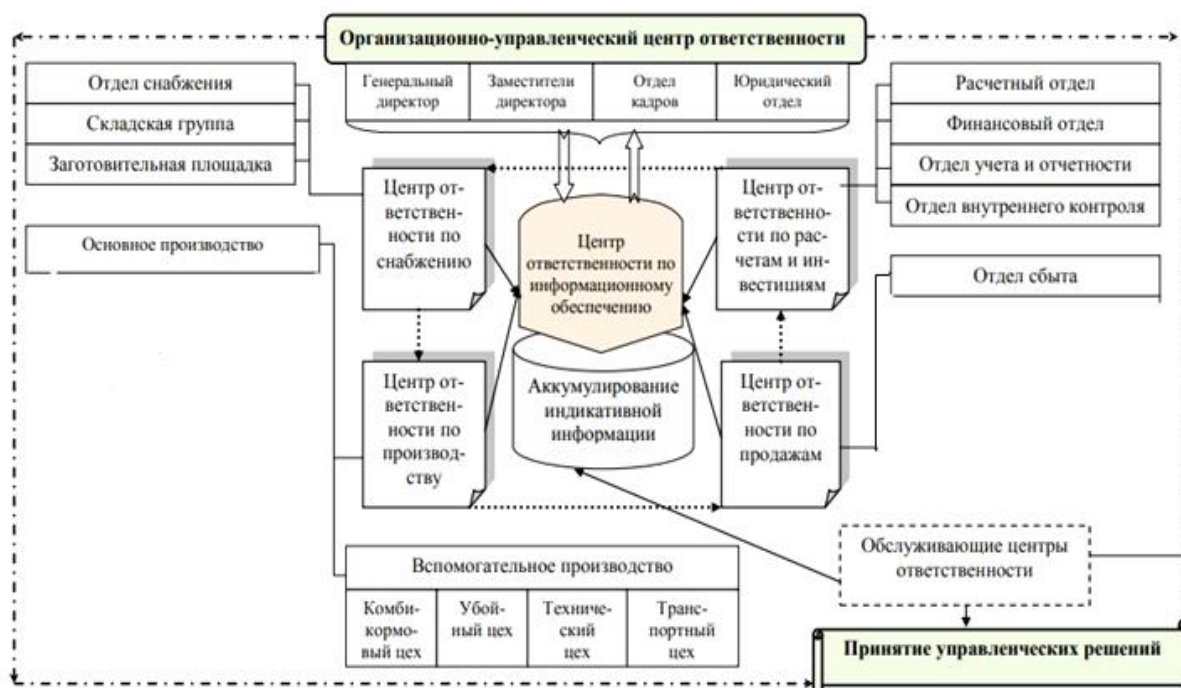 Организационно-управленический центр ответственности
Генеральный
директор
Заместители
директора
Отдел
кадров
Юридический
отдел
Отдел снабжения
Складская группа
Заготовительная площадка
Расчетный отдел
Финансовый отдел
Отдел учета и отчетности
Отдел внутреннего контроля
Центр от-
ветствен-
ности по
снабжению
Центр
ответственности по
информационному
обеспечению
Центр от-
ветственно-
сти по рас-
четам и ин-
вестициям
Основное производство
Отдел сбыта
Центр от-
ветствен-
ности по
производ-
ству
Аккумулирование
индикативной
информации
Центр от-
ветствен-
ности по
продажам
Обслуживающие центры
ответственности
Вспомогательное производство
Комби-
кормо-
вый цех
Убой-
ный цех
Техниче-
ский
цех
Транс-
портный
цех
Принятие управленических решений